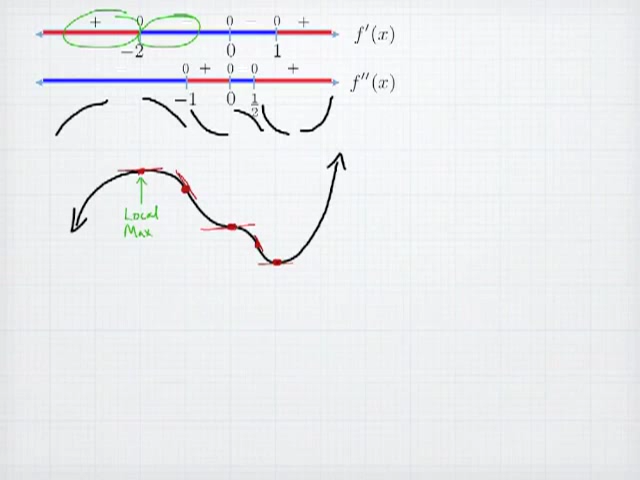 + 0 − 0 − 0 +
f′(x)
−2 0 1
0 + 0 0 +
f″(x)
−1 0 1/2
Local
Max